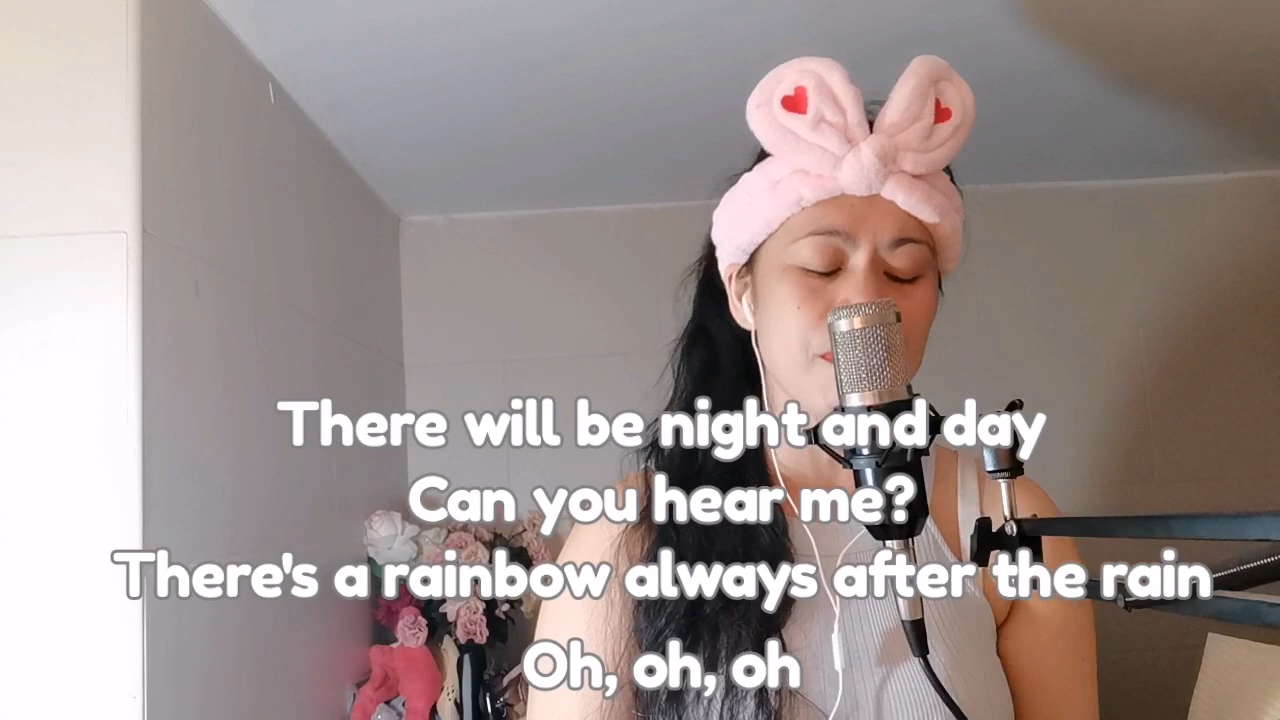 There will be night and day
Can you hear me?
There's a rainbow always after the rain
Oh, oh, oh